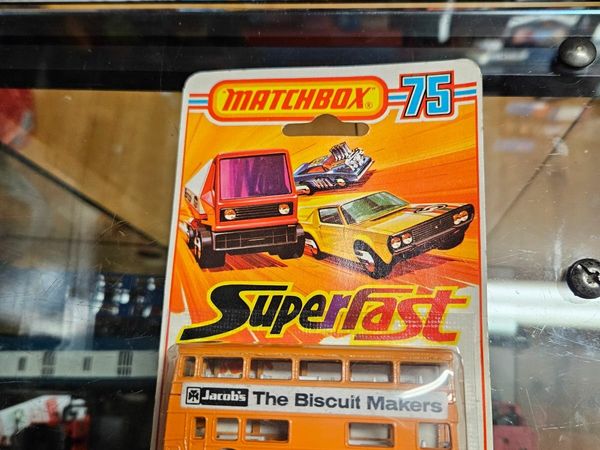 MATCHBOX® 75
Superfast
Jacob's The Biscuit Makers